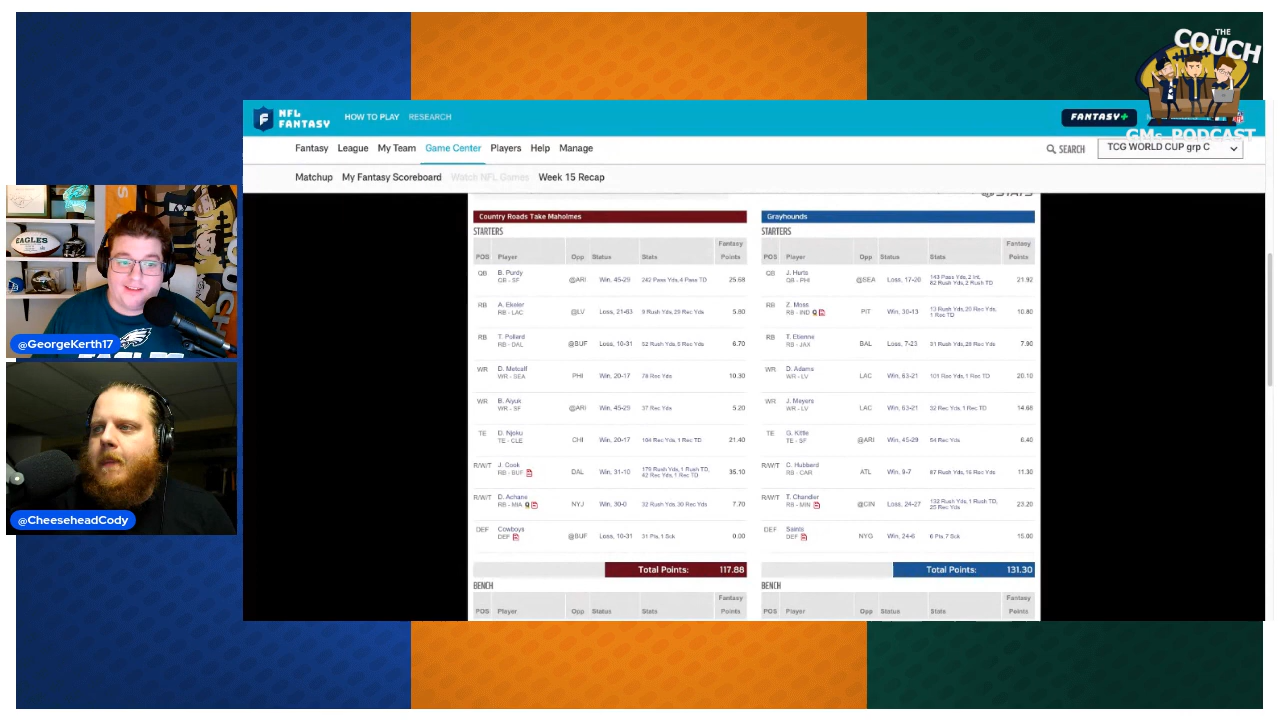 THE
COUCH
GMs PODCAST
NFL
FANTASY
HOW TO PLAY RESEARCH
FANTASY+
Fantasy League My Team Game Center Players Help Manage
SEARCH
TCG WORLD CUP grp C
Matchup My Fantasy Scoreboard Watch NFL Games Week 15 Recap
STATS
EAGLES
@GeorgeKerth17
EAGLES
@CheeseheadCody
Country Roads Take Maholmes
STARTERS
POS Player Opp Status Stats Fantasy Points
QB B. Purdy @ARI Win, 45-29 242 Pass Yds, 4 Pass TD 25.68
QB - SF
RB A. Ekeler @LV Loss, 21-63 9 Rush Yds, 29 Rec Yds 5.80
RB - LAC
RB T. Pollard @BUF Loss, 10-31 52 Rush Yds, 5 Rec Yds 6.70
RB - DAL
WR D. Metcalf PHI Win, 20-17 78 Rec Yds 10.30
WR - SEA
WR B. Aiyuk @ARI Win, 45-29 37 Rec Yds 5.20
WR - SF
TE D. Njoku CHI Win, 20-17 104 Rec Yds, 1 Rec TD 21.40
TE - CLE
R/W/T J. Cook DAL Win, 31-10 179 Rush Yds, 1 Rush TD, 35.10
RB - BUF 42 Rec Yds, 1 Rec TD
R/W/T D. Achane NYJ Win, 30-0 32 Rush Yds, 30 Rec Yds 7.70
RB - MIA Q
DEF Cowboys @BUF Loss, 10-31 31 Pts, 1 Sck 0.00
DEF
Total Points: 117.88
BENCH
POS Player Opp Status Stats Fantasy Points
Grayhounds
STARTERS
POS Player Opp Status Stats Fantasy Points
QB J. Hurts @SEA Loss, 17-20 143 Pass Yds, 2 Int, 21.92
QB - PHI 82 Rush Yds, 2 Rush TD
RB Z. Moss PIT Win, 30-13 13 Rush Yds, 20 Rec Yds, 10.80
RB - IND Q 1 Rec TD
RB T. Etienne BAL Loss, 7-23 31 Rush Yds, 28 Rec Yds 7.90
RB - JAX
WR D. Adams LAC Win, 63-21 101 Rec Yds, 1 Rec TD 20.10
WR - LV
WR J. Meyers LAC Win, 63-21 32 Rec Yds, 1 Rec TD 14.68
WR - LV
TE G. Kittle @ARI Win, 45-29 54 Rec Yds 6.40
TE - SF
R/W/T C. Hubbard ATL Win, 9-7 87 Rush Yds, 16 Rec Yds 11.30
RB - CAR
R/W/T T. Chandler @CIN Loss, 24-27 132 Rush Yds, 1 Rush TD, 23.20
RB - MIN 25 Rec Yds
DEF Saints NYG Win, 24-6 6 Pts, 7 Sck 15.00
DEF
Total Points: 131.30
BENCH
POS Player Opp Status Stats Fantasy Points